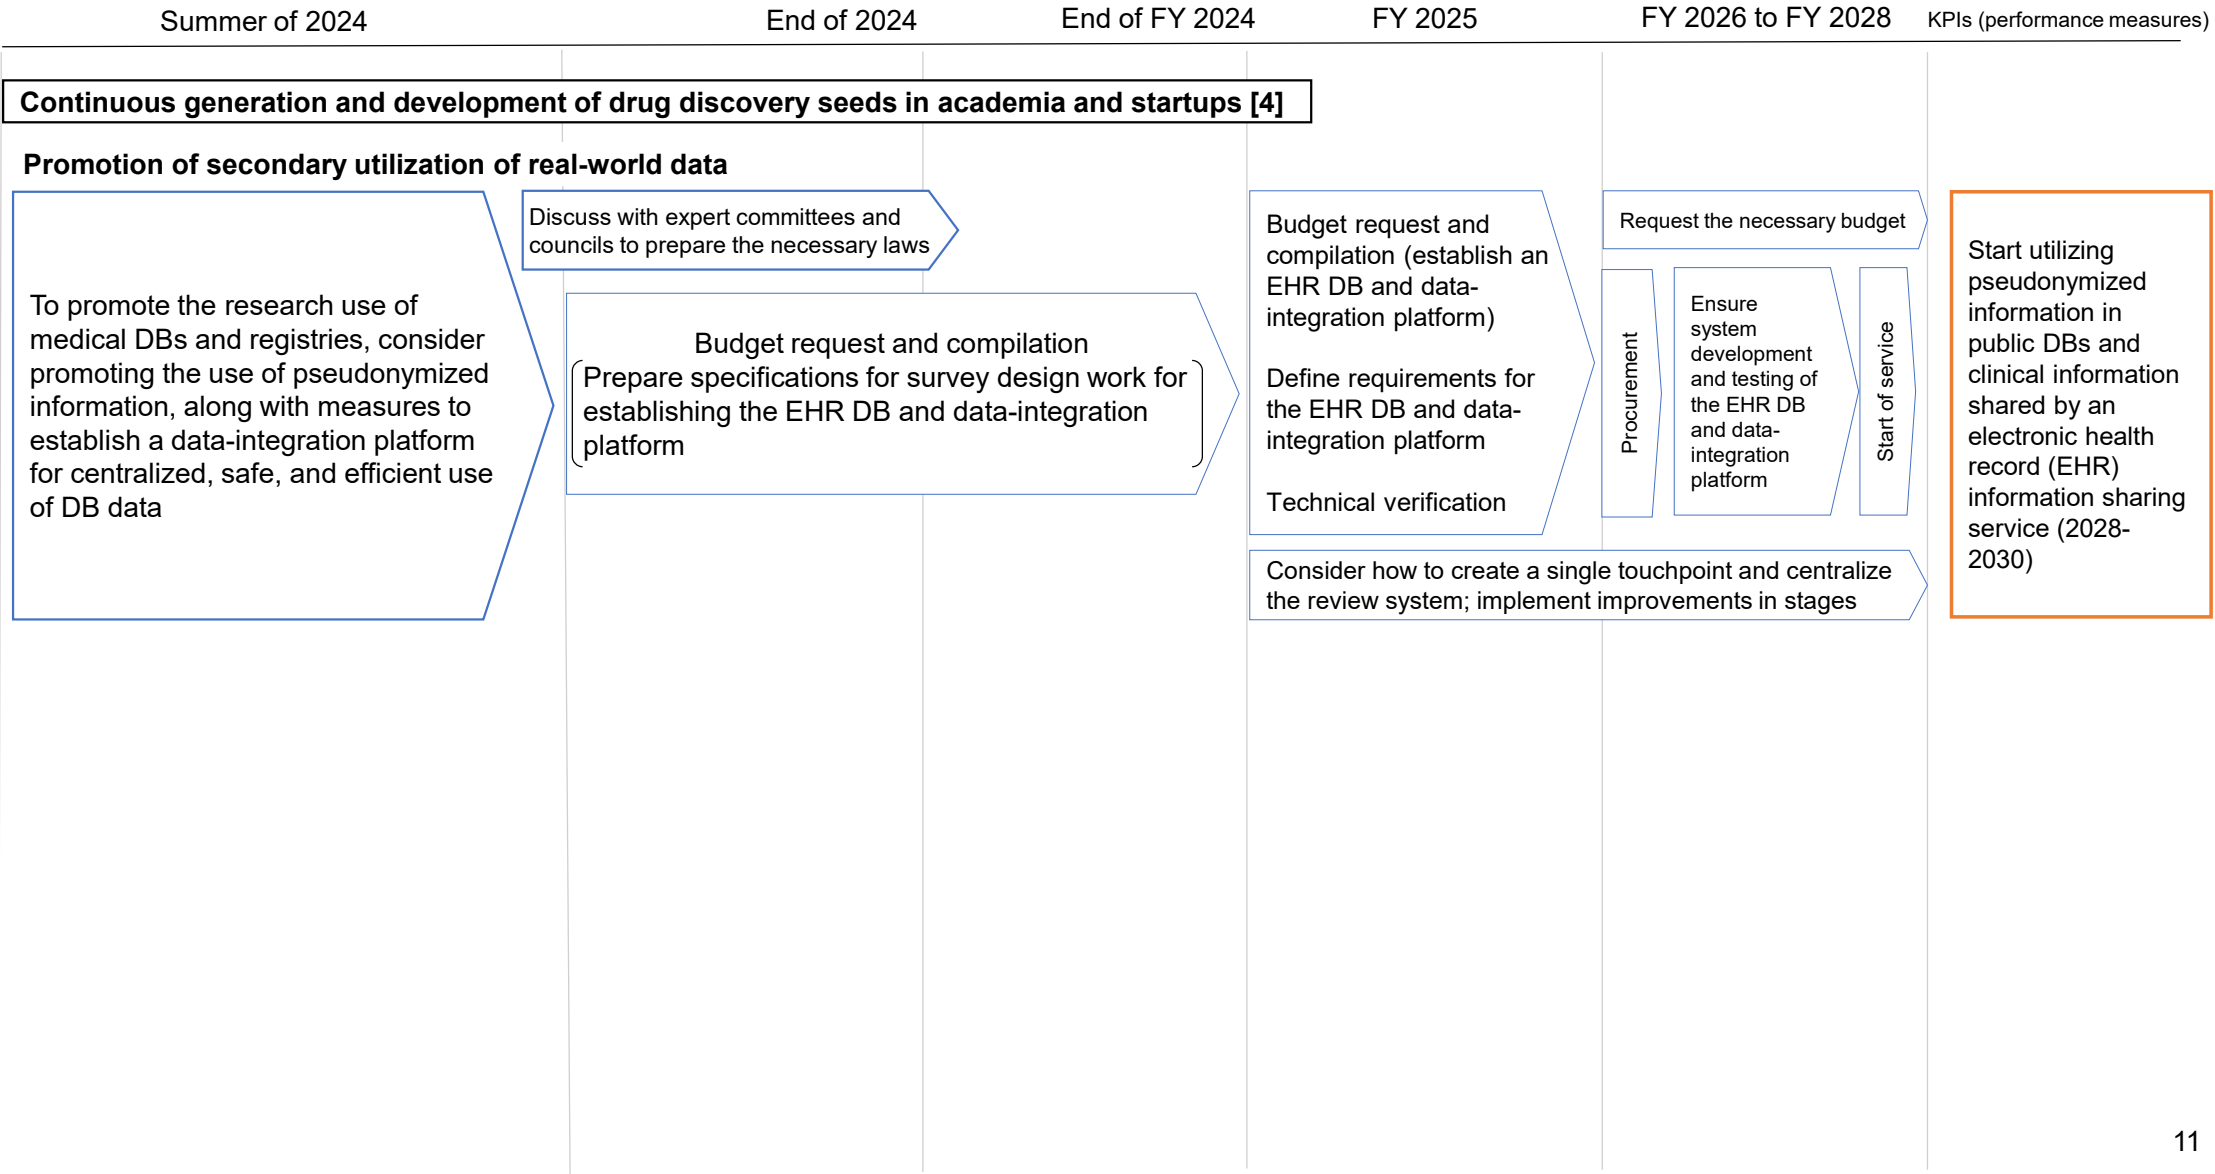 Summer of 2024
End of 2024
End of FY 2024
FY 2025
FY 2026 to FY 2028
KPIs (performance measures)
Continuous generation and development of drug discovery seeds in academia and startups [4]
Promotion of secondary utilization of real-world data
To promote the research use of
medical DBs and registries, consider
promoting the use of pseudonymized
information, along with measures to
establish a data-integration platform
for centralized, safe, and efficient use
of DB data
Discuss with expert committees and
councils to prepare the necessary laws
Budget request and compilation
Prepare specifications for survey design work for
establishing the EHR DB and data-integration
platform
Budget request and
compilation (establish an
EHR DB and data-
integration platform)
Define requirements for
the EHR DB and data-
integration platform
Technical verification
Request the necessary budget
Procurement
Ensure
system
development
and testing of
the EHR DB
and data-
integration
platform
Start of service
Consider how to create a single touchpoint and centralize
the review system; implement improvements in stages
Start utilizing
pseudonymized
information in
public DBs and
clinical information
shared by an
electronic health
record (EHR)
information sharing
service (2028-
2030)
11